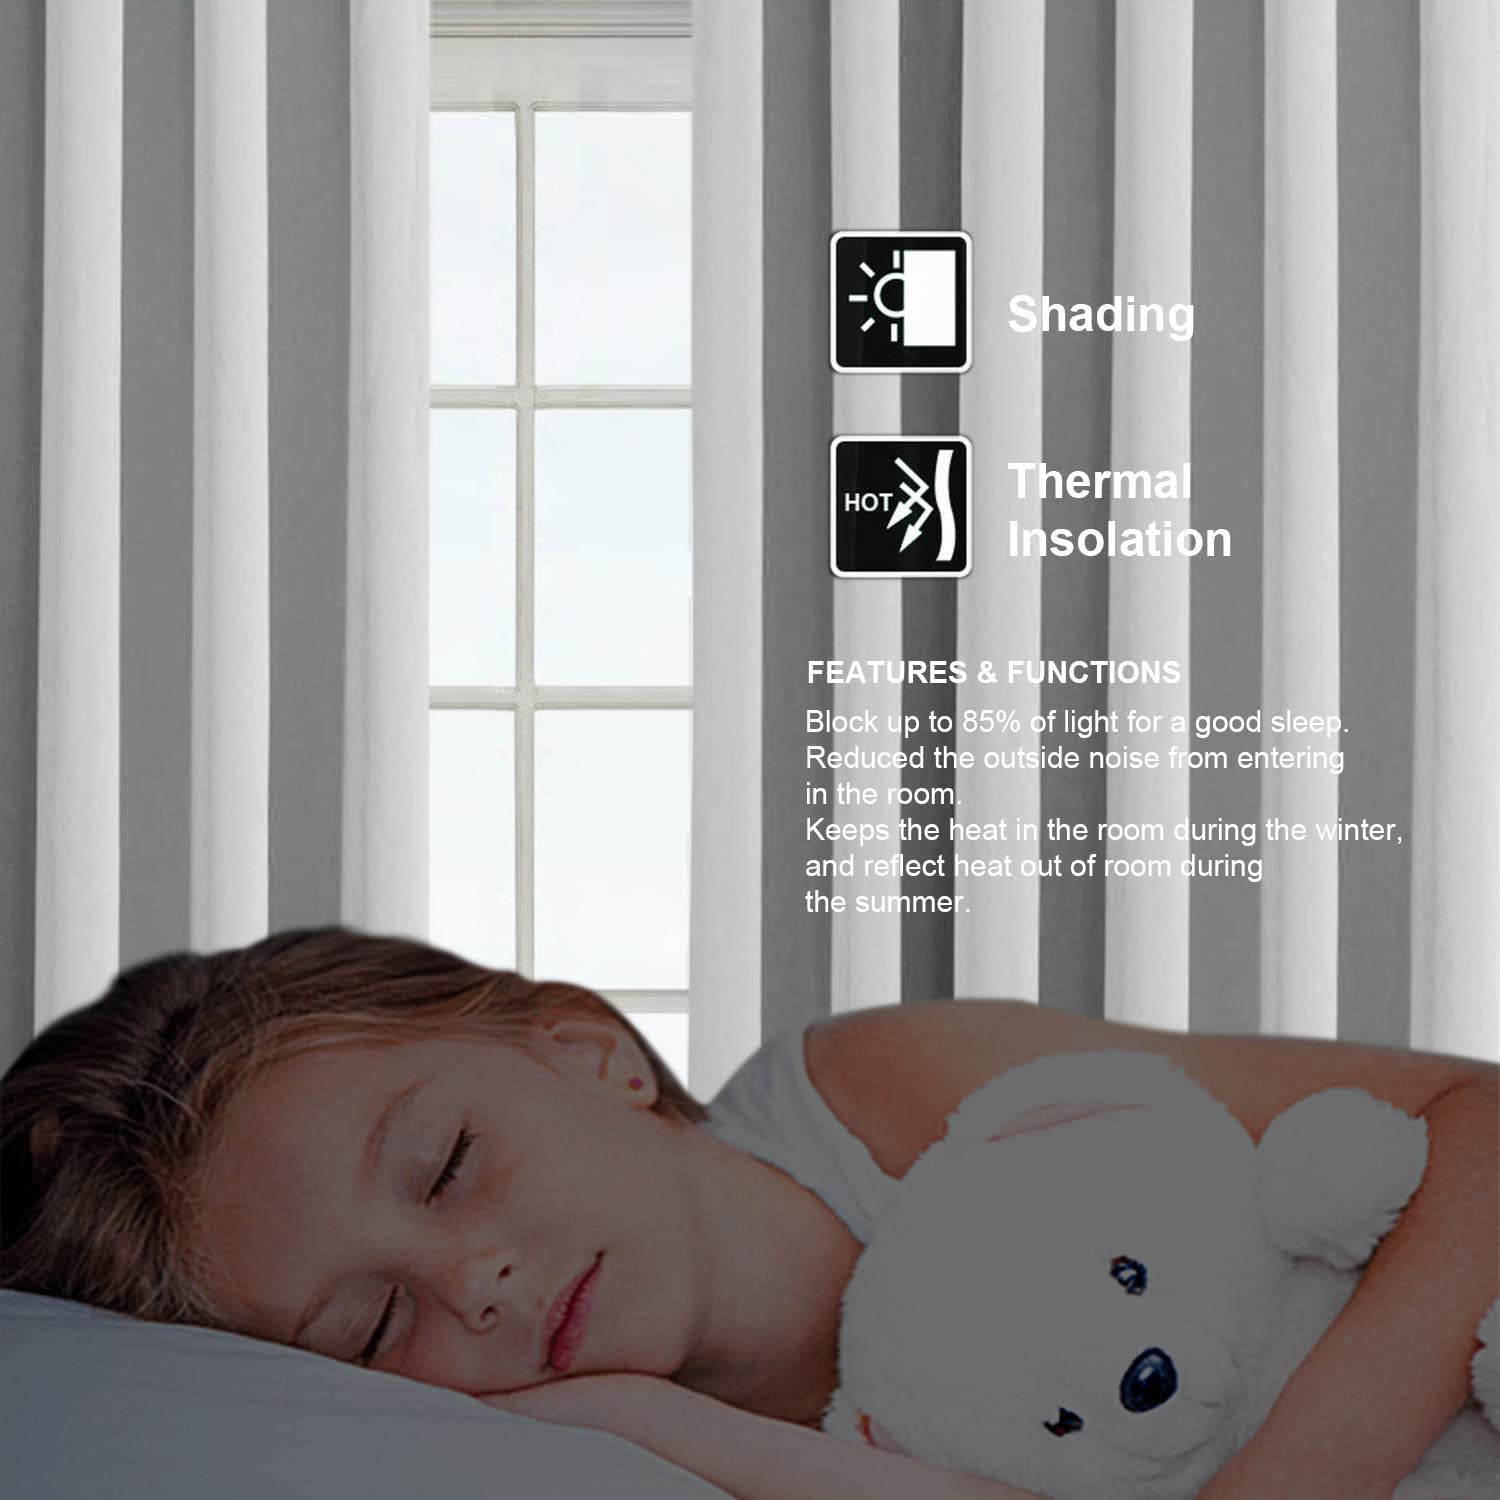 Shading
HOT
Thermal
Insolation
FEATURES & FUNCTIONS
Block up to 85% of light for a good sleep.
Reduced the outside noise from entering
in the room.
Keeps the heat in the room during the winter,
and reflect heat out of room during
the summer.